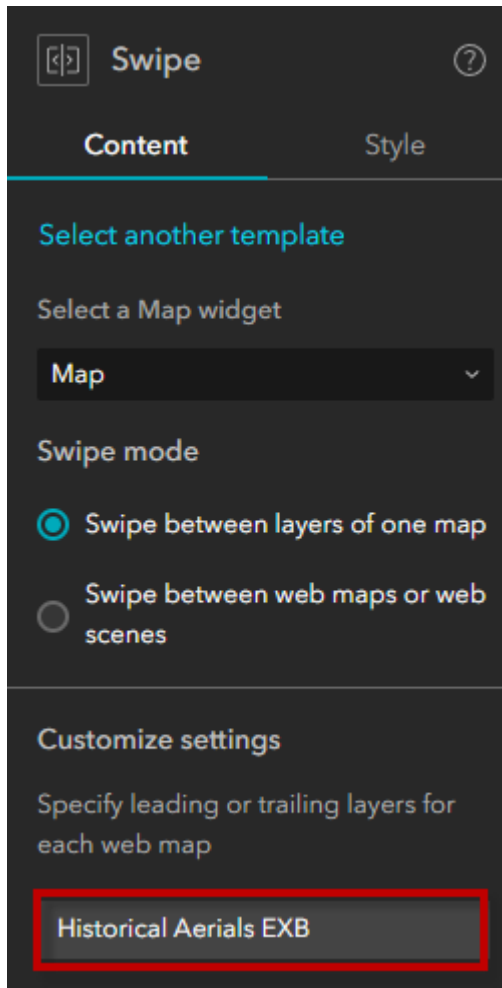 Swipe
Content Style
Select another template
Select a Map widget
Map
Swipe mode
Swipe between layers of one map
Swipe between web maps or web
scenes
Customize settings
Specify leading or trailing layers for
each web map
Historical Aerials EXB